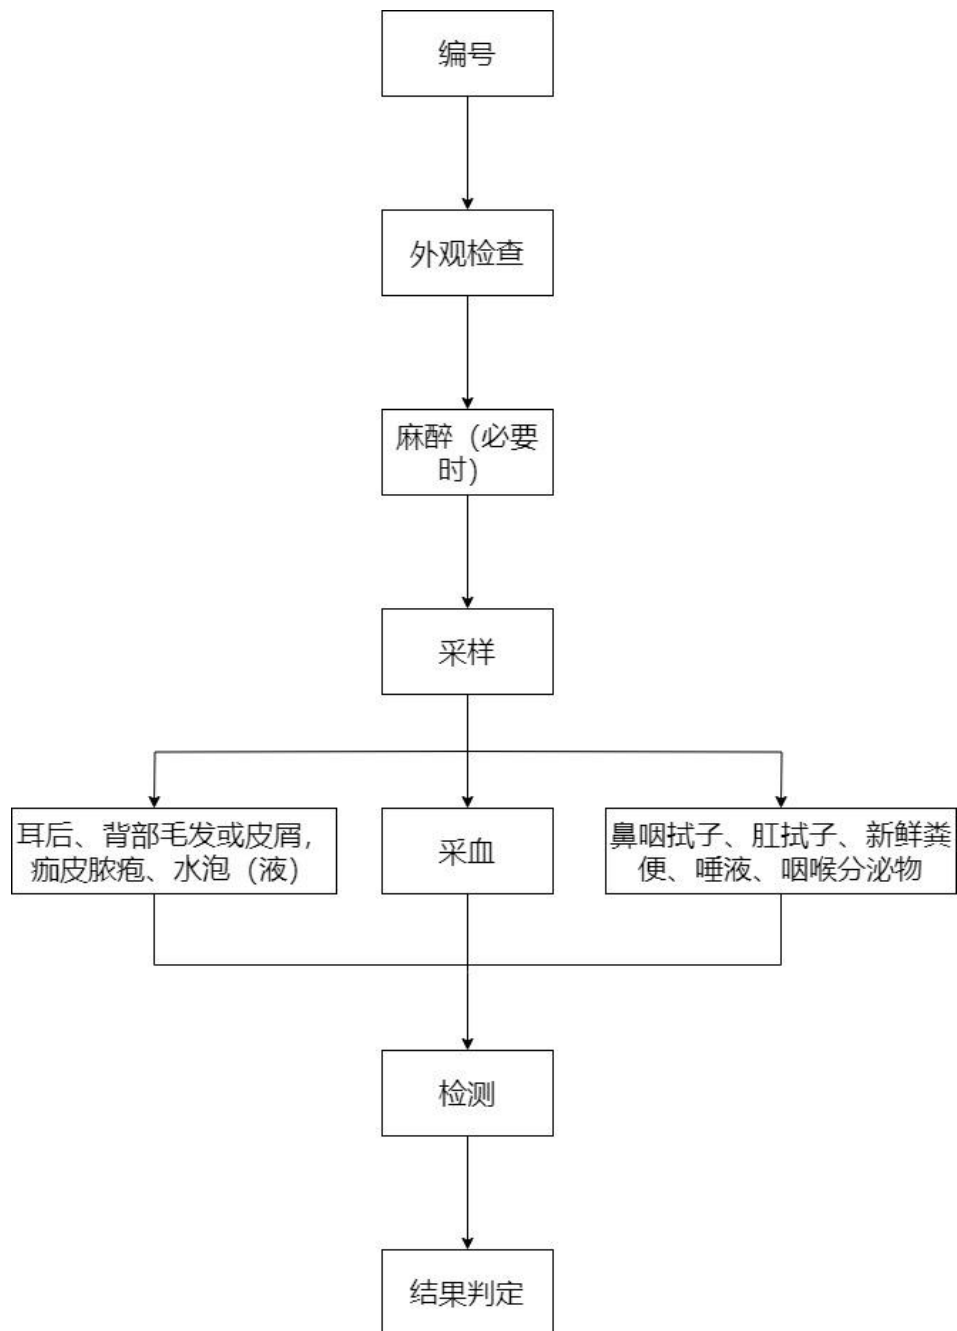 编号
外观检查
麻醉（必要
时）
采样
耳后、背部毛发或皮屑，
痂皮脓疱、水泡（液）
采血
鼻咽拭子、肛拭子、新鲜粪
便、唾液、咽喉分泌物
检测
结果判定